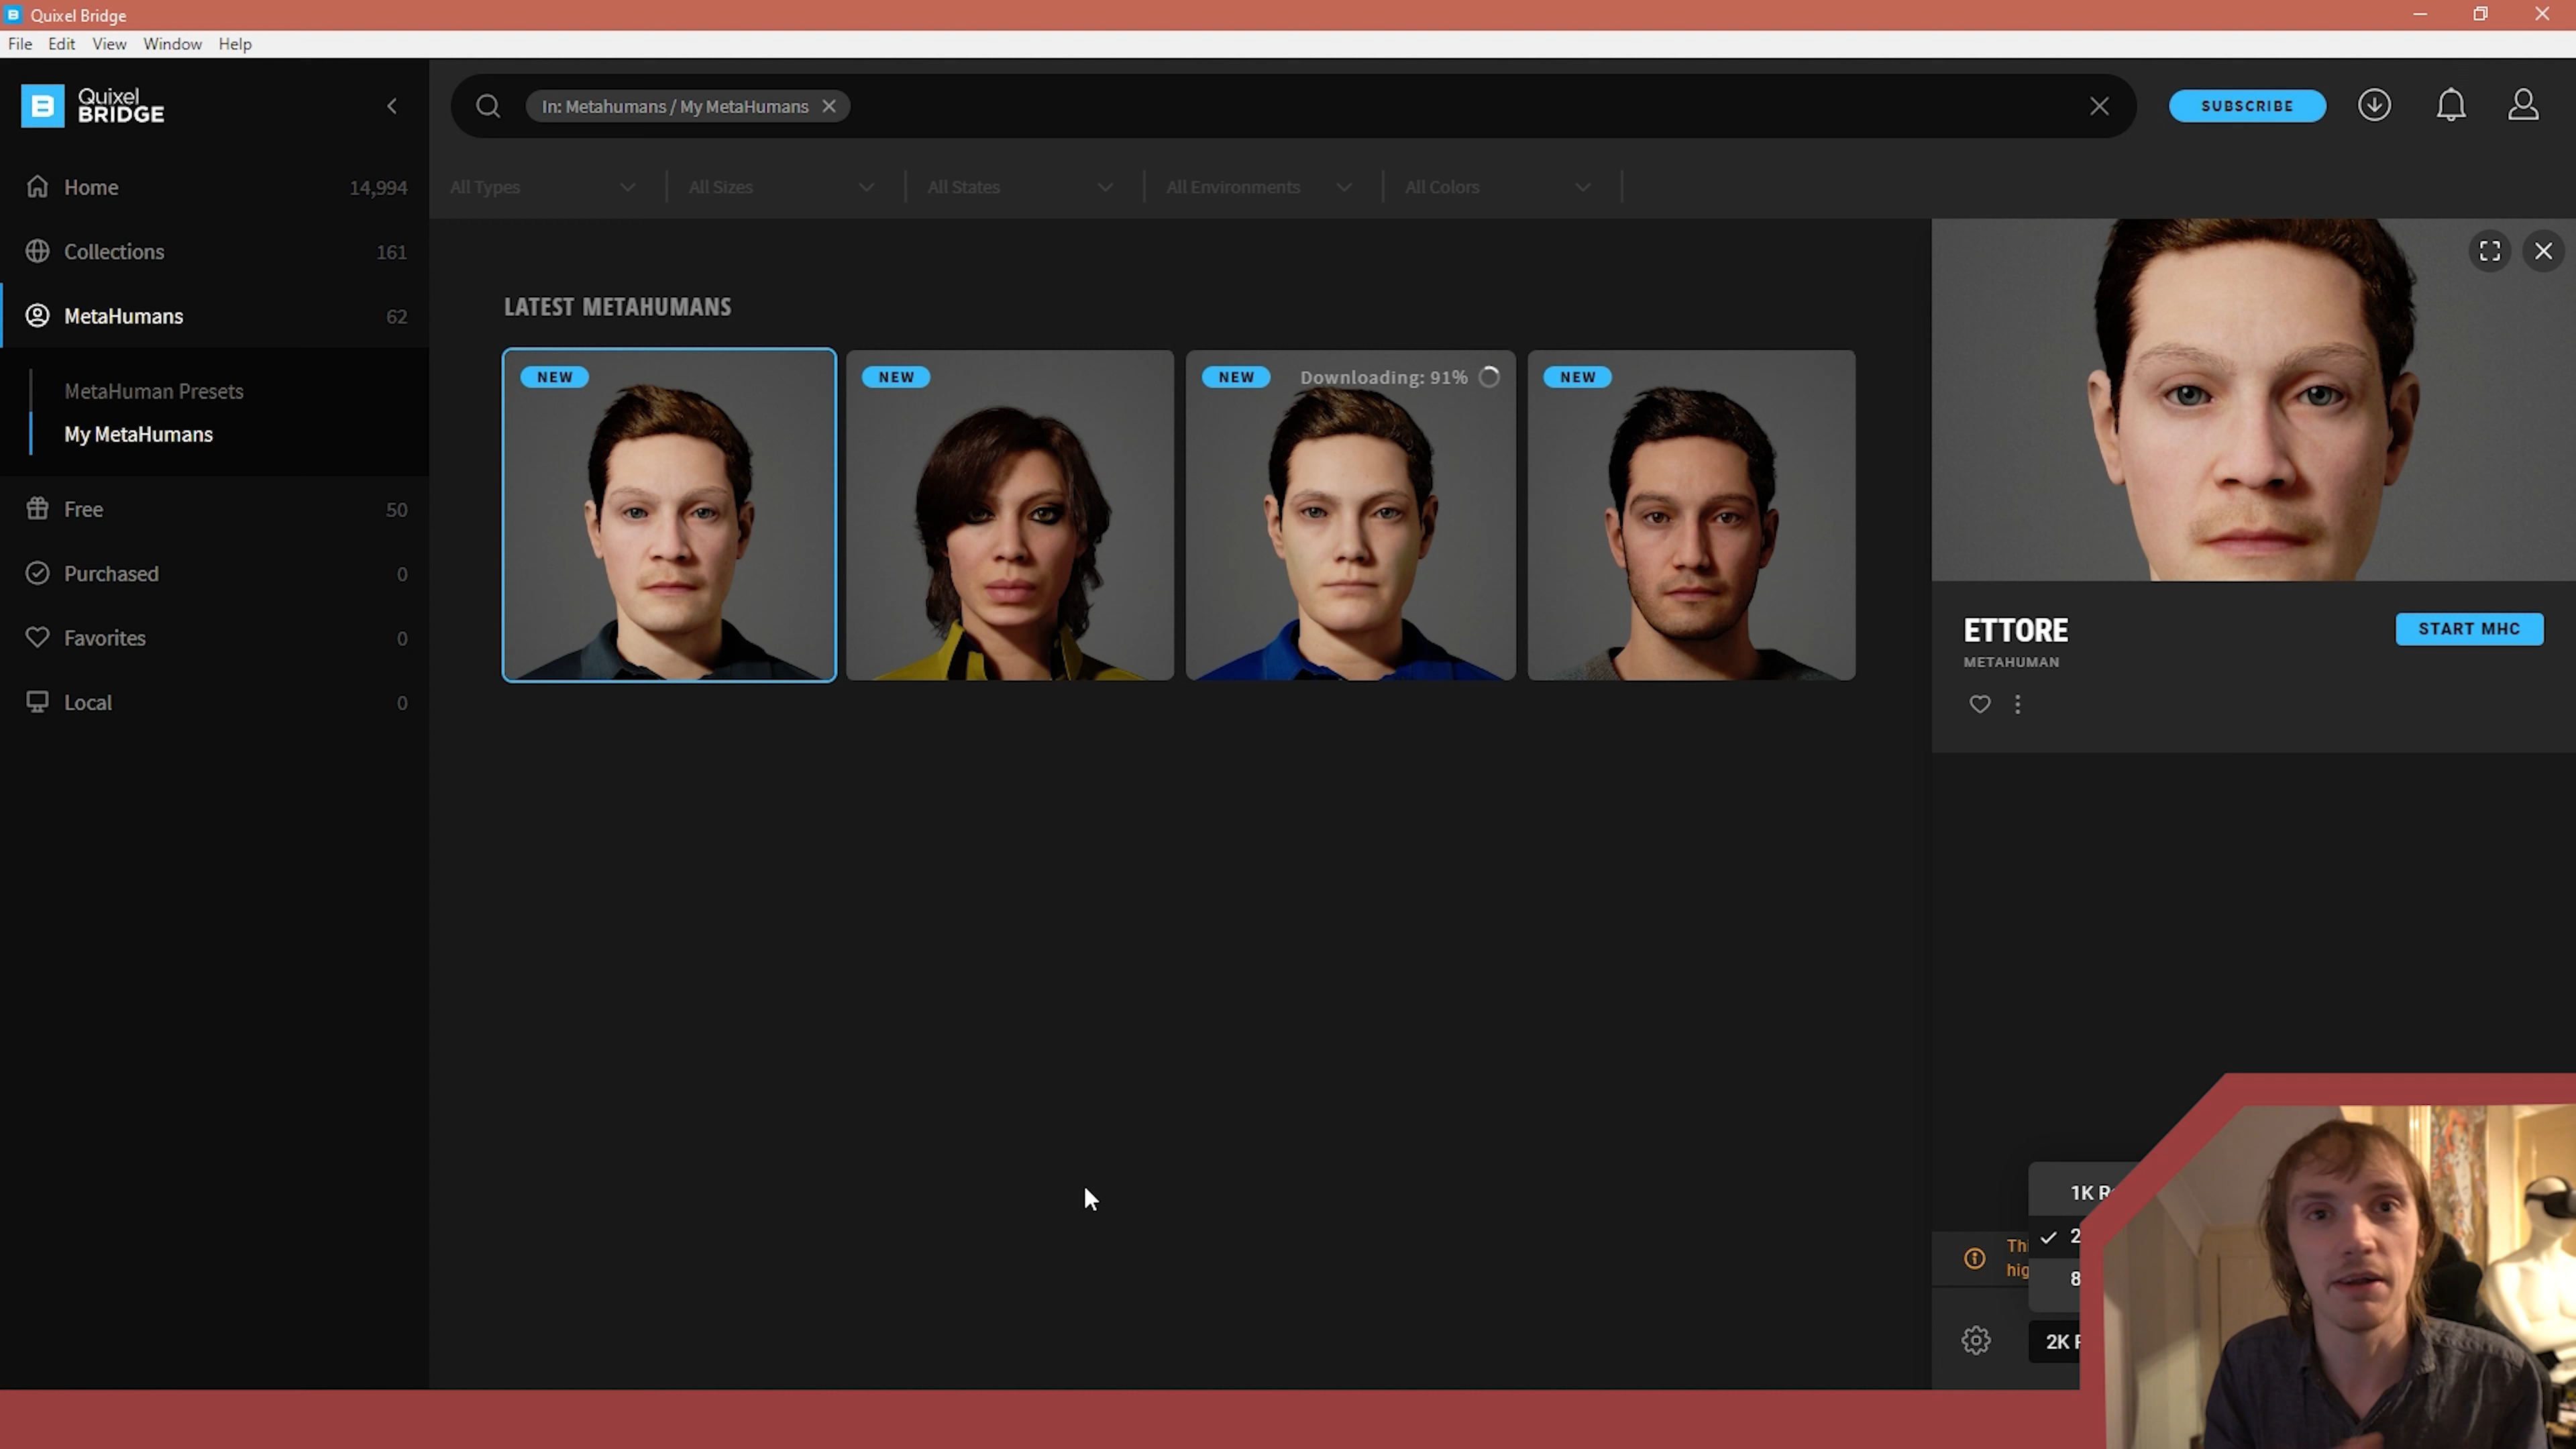 Quixel Bridge
File Edit View Window Help
Quixel
BRIDGE
In: Metahumans / My MetaHumans
SUBSCRIBE
Home 14,994
All Types All Sizes All States All Environments All Colors
Collections 161
MetaHumans 62
MetaHuman Presets
My MetaHumans
Free 50
Purchased 0
Favorites 0
Local 0
LATEST METAHUMANS
NEW
NEW
NEW Downloading: 91%
NEW
ETTORE
START MHC
METAHUMAN
1K
2K